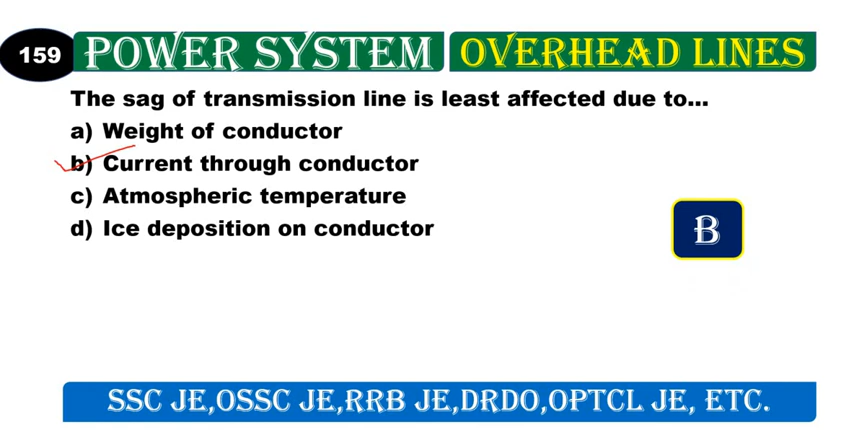 159
POWER SYSTEM
OVERHEAD LINES
The sag of transmission line is least affected due to...
a) Weight of conductor
b) Current through conductor
c) Atmospheric temperature
d) Ice deposition on conductor
B
SSC JE,OSSC JE,RRB JE,DRDO,OPTCL JE, ETC.